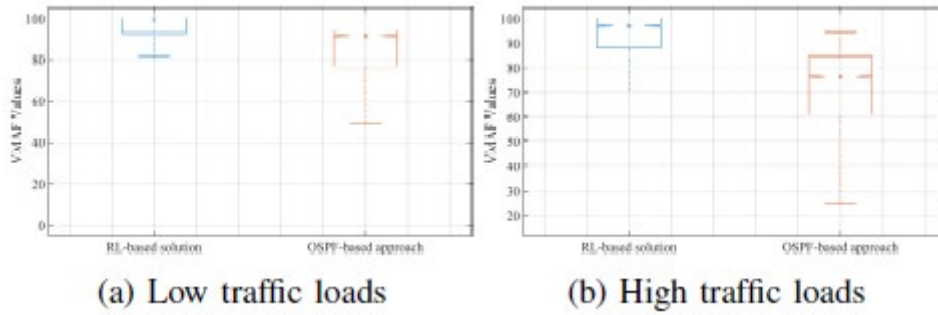 100
80
60
40
20
0
VMAF Values
RL-based solution OSPF-based approach
(a) Low traffic loads
100
90
80
70
60
50
40
30
20
VMAF Values
RL-based solution OSPF-based approach
(b) High traffic loads